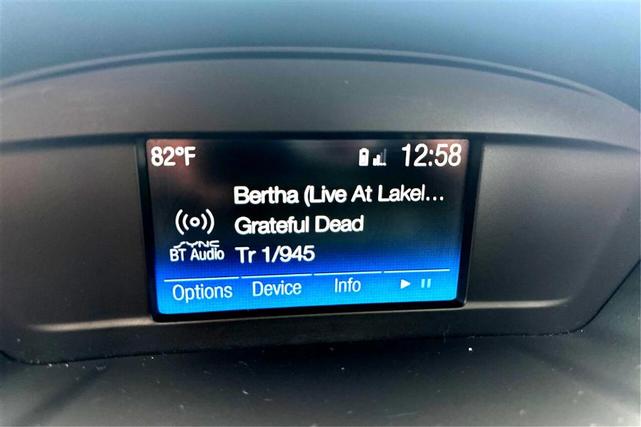 82°F 12:58
Bertha (Live At Lakel...
Grateful Dead
SYNC
BT Audio Tr 1/945
Options Device Info